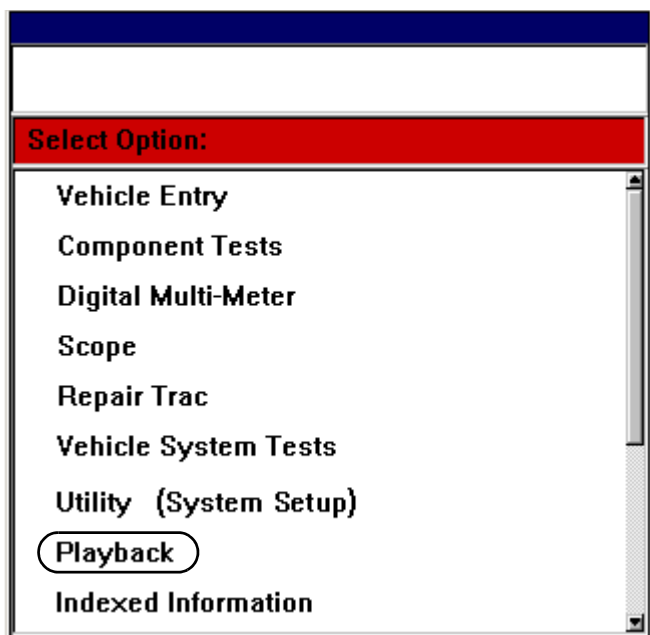 Select Option:
Vehicle Entry
Component Tests
Digital Multi-Meter
Scope
Repair Trac
Vehicle System Tests
Utility (System Setup)
Playback
Indexed Information